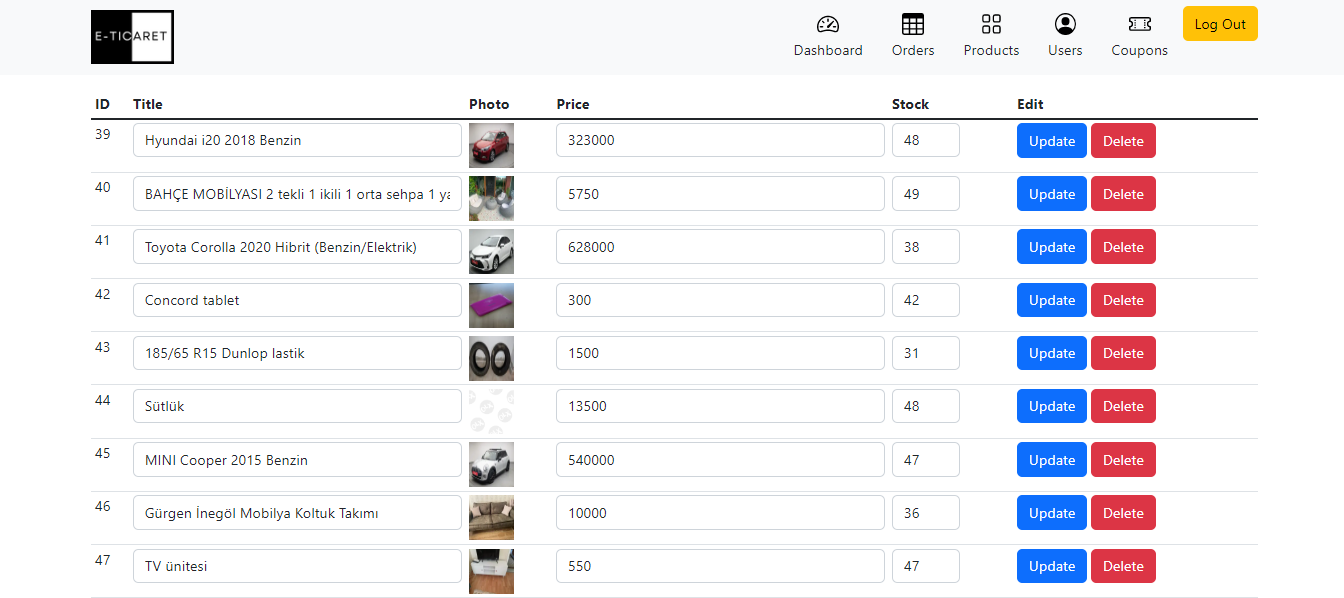 E-TICARET
Dashboard Orders Products Users Coupons Log Out
ID Title Photo Price Stock Edit
39 Hyundai i20 2018 Benzin 323000 48 Update Delete
40 BAHÇE MOBİLYASI 2 tekli 1 ikili 1 orta sehpa 1 ya 5750 49 Update Delete
41 Toyota Corolla 2020 Hibrit (Benzin/Elektrik) 628000 38 Update Delete
42 Concord tablet 300 42 Update Delete
43 185/65 R15 Dunlop lastik 1500 31 Update Delete
44 Sütlük 13500 48 Update Delete
45 MINI Cooper 2015 Benzin 540000 47 Update Delete
46 Gürgen İnegöl Mobilya Koltuk Takımı 10000 36 Update Delete
47 TV ünitesi 550 47 Update Delete